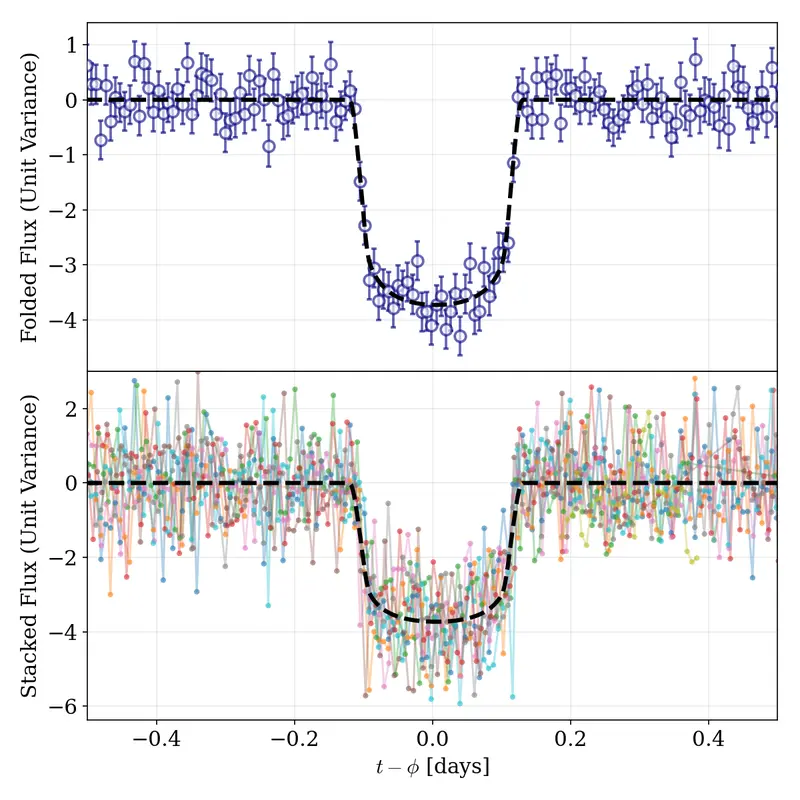 Folded Flux (Unit Variance)
1
0
−1
−2
−3
−4
Stacked Flux (Unit Variance)
2
0
−2
−4
−6
−0.4 −0.2 0.0 0.2 0.4
t − ϕ [days]